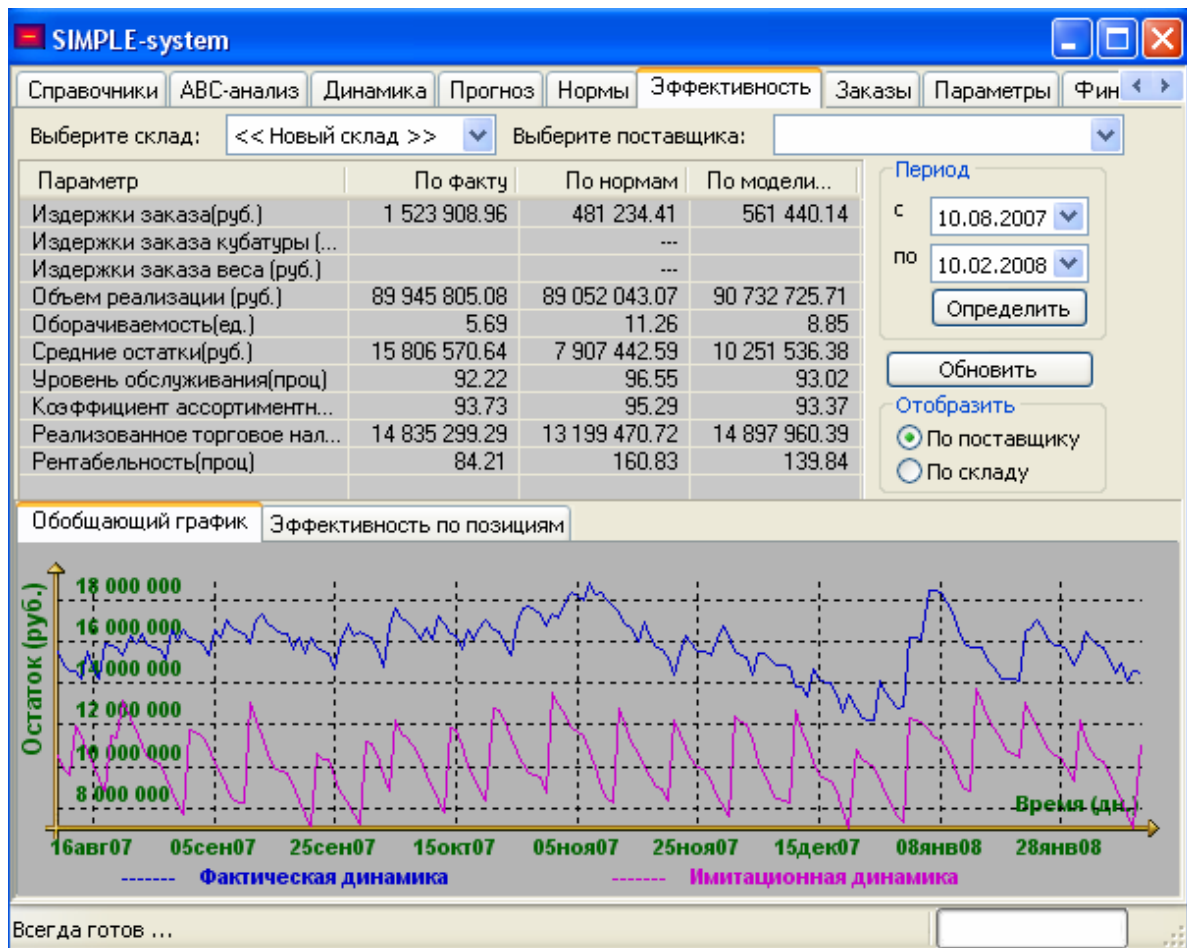 SIMPLE-system
Справочники АВС-анализ Динамика Прогноз Нормы Эффективность Заказы Параметры Фин
Выберите склад: << Новый склад >> Выберите поставщика:
Параметр По факту По нормам По модели...
Издержки заказа(руб.) 1 523 908.96 481 234.41 561 440.14
Издержки заказа кубатуры (... ---
Издержки заказа веса (руб.) ---
Объем реализации (руб.) 89 945 805.08 89 052 043.07 90 732 725.71
Оборачиваемость(ед.) 5.69 11.26 8.85
Средние остатки(руб.) 15 806 570.64 7 907 442.59 10 251 536.38
Уровень обслуживания(проц) 92.22 96.55 93.02
Коэффициент ассортиментн... 93.73 95.29 93.37
Реализованное торговое нал... 14 835 299.29 13 199 470.72 14 897 960.39
Рентабельность(проц) 84.21 160.83 139.84
Период
с 10.08.2007
по 10.02.2008
Определить
Обновить
Отобразить
По поставщику
По складу
Обобщающий график Эффективность по позициям
Остаток (руб.)
18 000 000
16 000 000
14 000 000
12 000 000
10 000 000
8 000 000
Время (дн.)
16авг07 05сен07 25сен07 15окт07 05ноя07 25ноя07 15дек07 08янв08 28янв08
------- Фактическая динамика ------- Имитационная динамика
Всегда готов ...